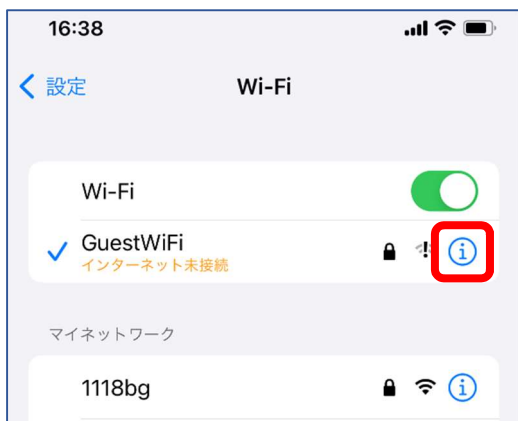 16:38
設定
Wi-Fi
Wi-Fi
GuestWiFi
インターネット未接続
マイネットワーク
1118bg